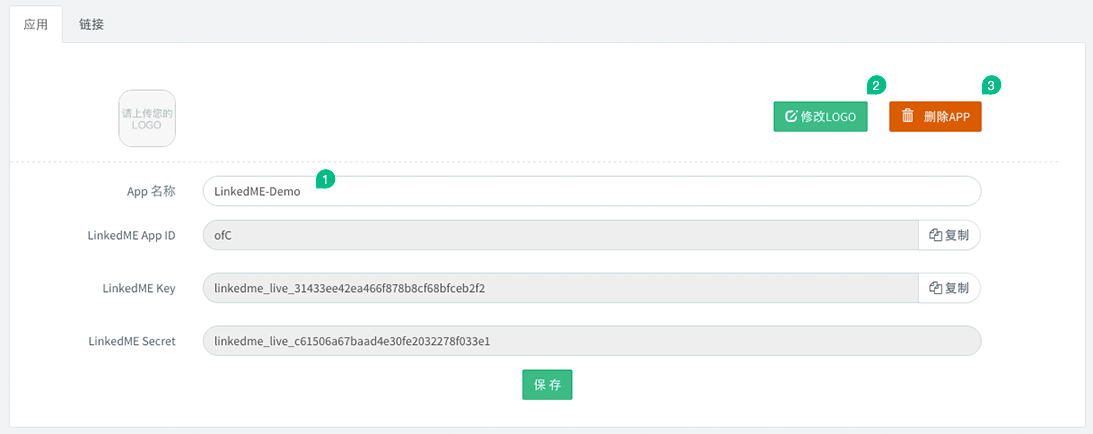 应用 链接
请上传您的
LOGO
2 3
修改LOGO 删除APP
1
App 名称 LinkedME-Demo
LinkedME App ID ofC 复制
LinkedME Key linkedme_live_31433ee42ea466f878b8cf68bfceb2f2 复制
LinkedME Secret linkedme_live_c61506a67baad4e30fe2032278f033e1
保 存